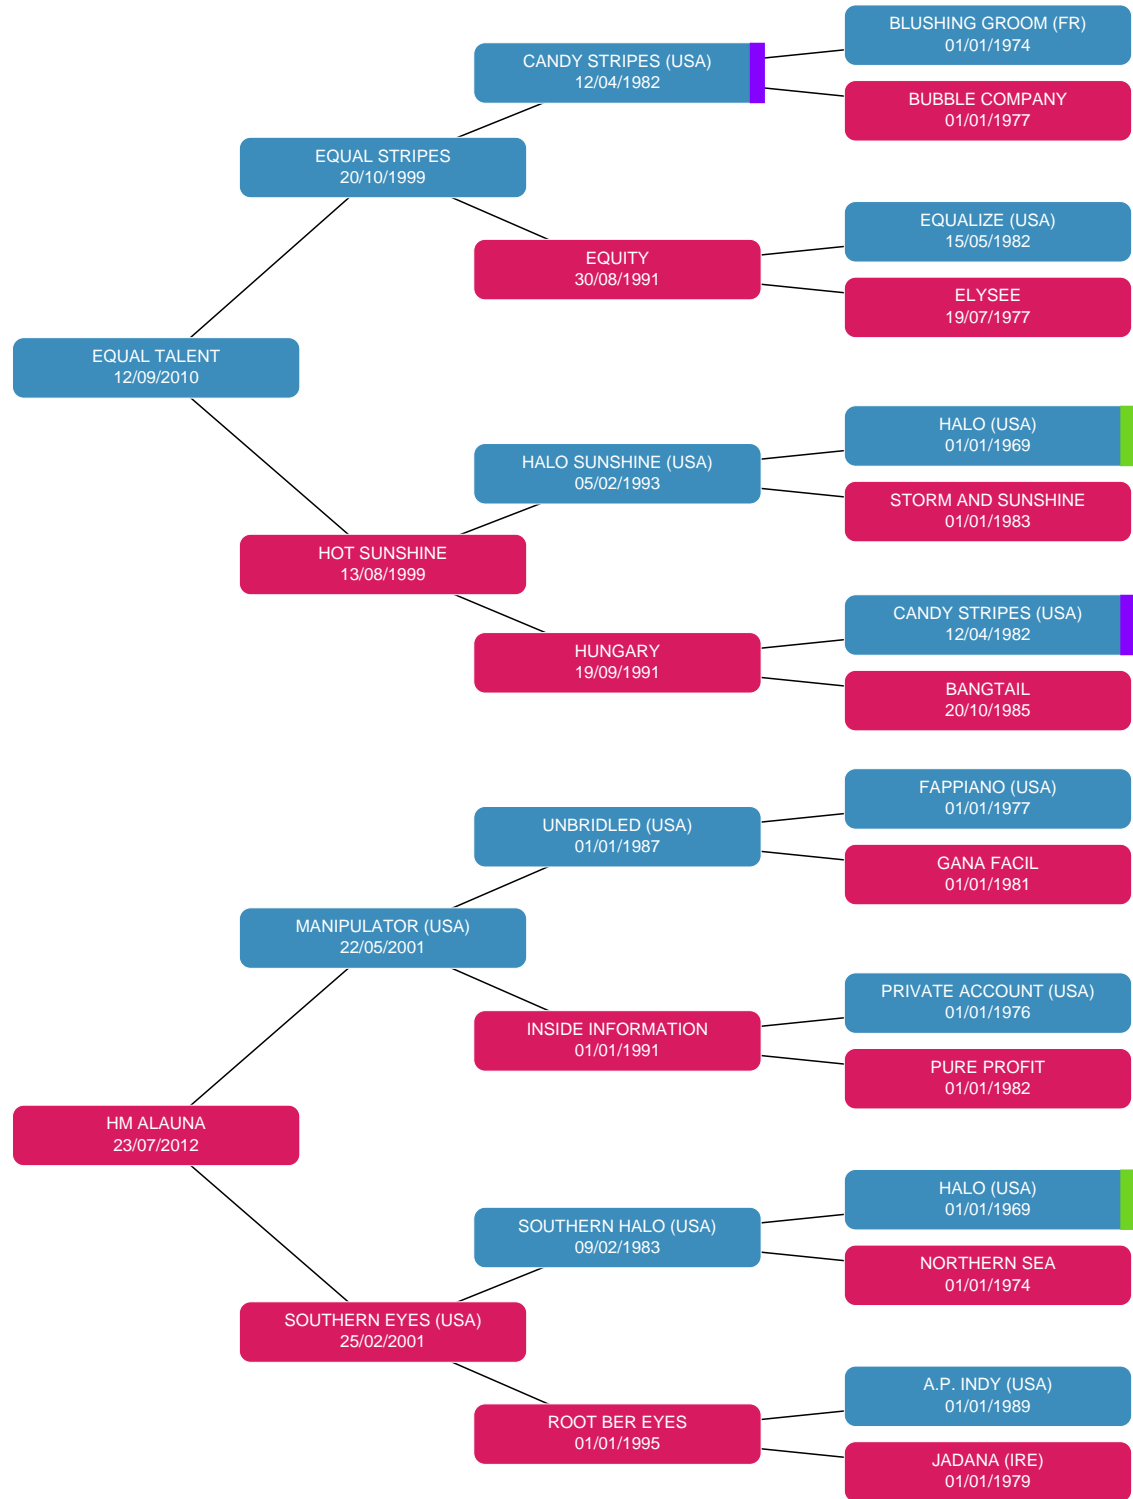 BLUSHING GROOM (FR)
01/01/1974
CANDY STRIPES (USA)
12/04/1982
BUBBLE COMPANY
01/01/1977
EQUAL STRIPES
20/10/1999
EQUALIZE (USA)
15/05/1982
EQUITY
30/08/1991
ELYSEE
19/07/1977
EQUAL TALENT
12/09/2010
HALO (USA)
01/01/1969
HALO SUNSHINE (USA)
05/02/1993
STORM AND SUNSHINE
01/01/1983
HOT SUNSHINE
13/08/1999
CANDY STRIPES (USA)
12/04/1982
HUNGARY
19/09/1991
BANGTAIL
20/10/1985
FAPPIANO (USA)
01/01/1977
UNBRIDLED (USA)
01/01/1987
GANA FACIL
01/01/1981
MANIPULATOR (USA)
22/05/2001
PRIVATE ACCOUNT (USA)
01/01/1976
INSIDE INFORMATION
01/01/1991
PURE PROFIT
01/01/1982
HM ALAUNA
23/07/2012
HALO (USA)
01/01/1969
SOUTHERN HALO (USA)
09/02/1983
NORTHERN SEA
01/01/1974
SOUTHERN EYES (USA)
25/02/2001
A.P. INDY (USA)
01/01/1989
ROOT BER EYES
01/01/1995
JADANA (IRE)
01/01/1979